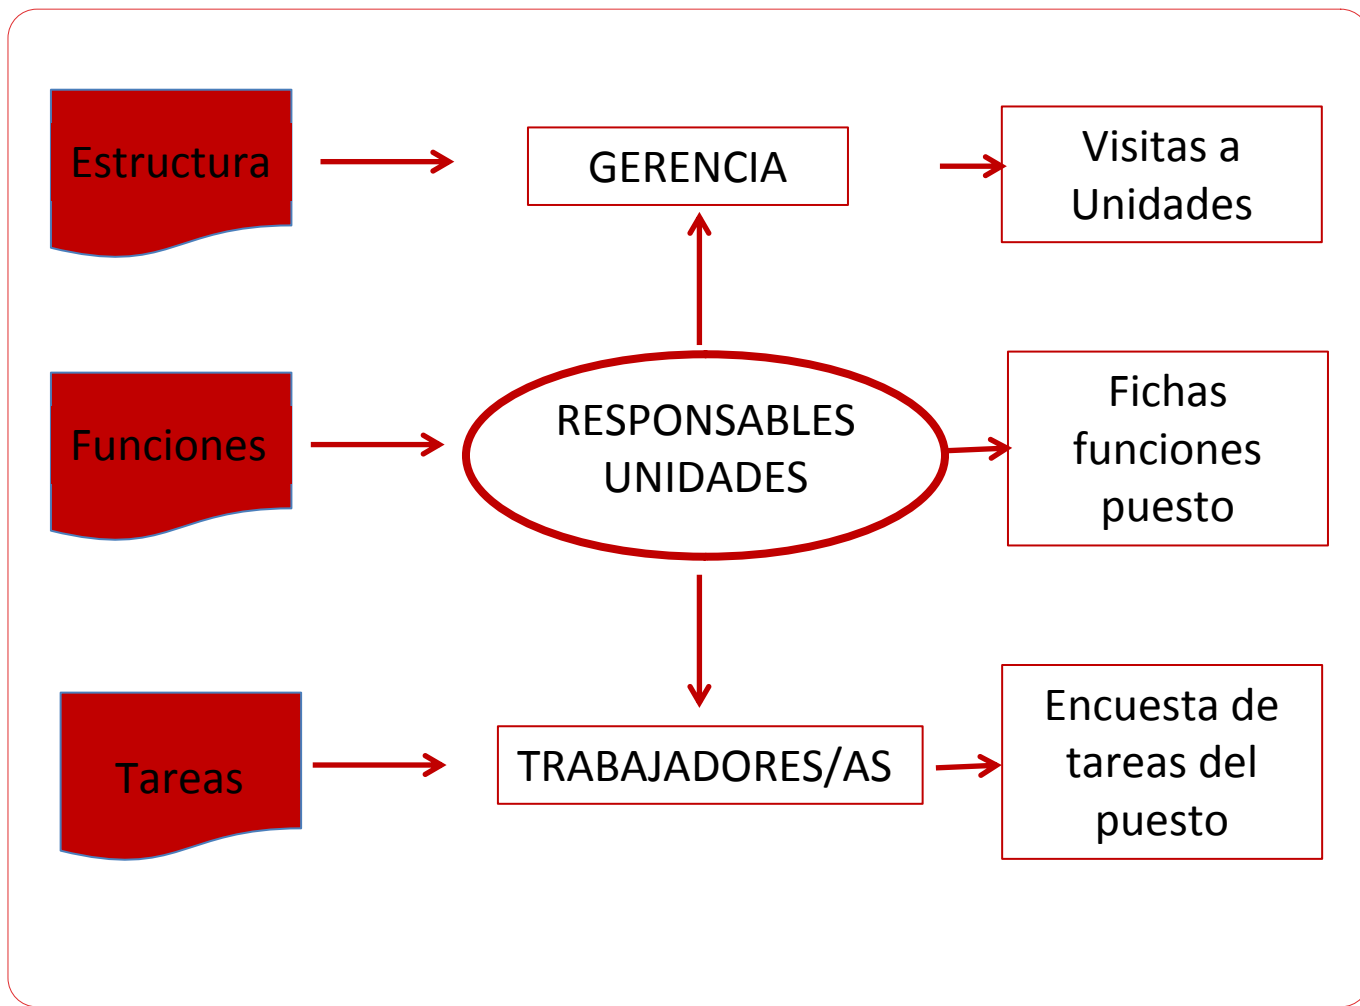 Estructura
GERENCIA
Visitas a
Unidades
Funciones
RESPONSABLES
UNIDADES
Fichas
funciones
puesto
Tareas
TRABAJADORES/AS
Encuesta de
tareas del
puesto